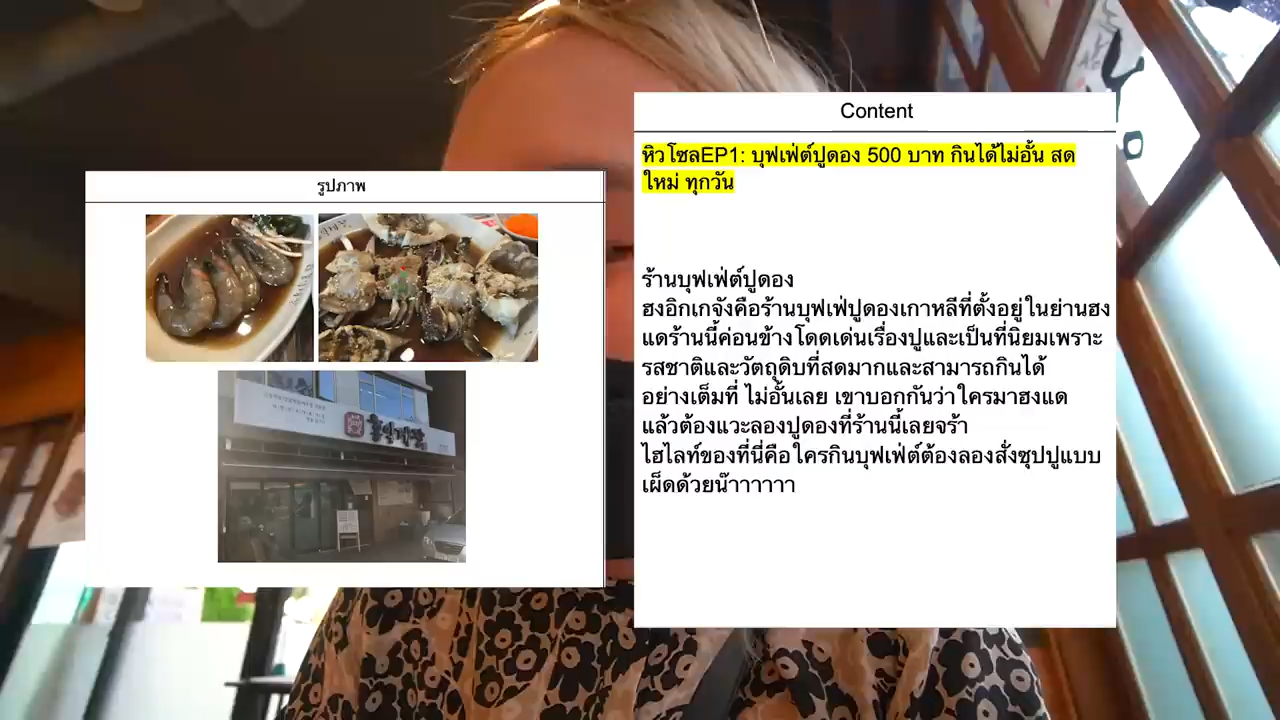 รูปภาพ
Content
หิวโซลEP1: บุฟเฟ่ต์ปูดอง 500 บาท กินได้ไม่อั้น สด
ใหม่ ทุกวัน
ร้านบุฟเฟ่ต์ปูดอง
ฮงอิกเกจังคือร้านบุฟเฟ่ปูดองเกาหลีที่ตั้งอยู่ในย่านฮง
แดร้านนี้ค่อนข้างโดดเด่นเรื่องปูและเป็นที่นิยมเพราะ
รสชาติและวัตถุดิบที่สดมากและสามารถกินได้
อย่างเต็มที่ ไม่อั้นเลย เขาบอกกันว่าใครมาฮงแด
แล้วต้องแวะลองปูดองที่ร้านนี้เลยจร้า
ไฮไลท์ของที่นี่คือใครกินบุฟเฟ่ต์ต้องลองสั่งซุปปูแบบ
เผ็ดด้วยน๊าาาาาา